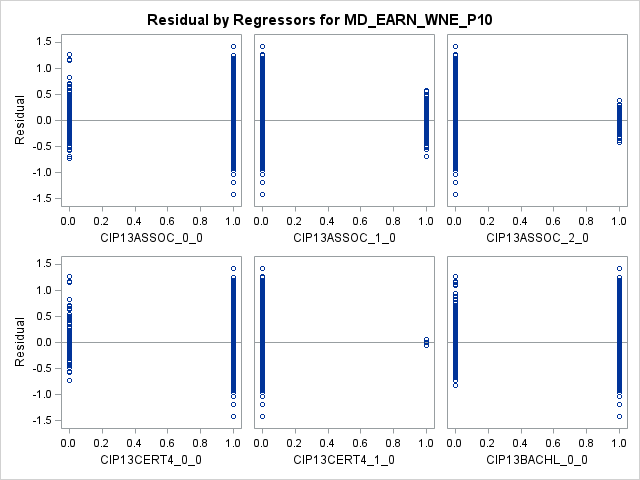 Residual by Regressors for MD_EARN_WNE_P10
Residual
1.5
1.0
0.5
0.0
-0.5
-1.0
-1.5
0.0 0.2 0.4 0.6 0.8 1.0
CIP13ASSOC_0_0
0.0 0.2 0.4 0.6 0.8 1.0
CIP13ASSOC_1_0
0.0 0.2 0.4 0.6 0.8 1.0
CIP13ASSOC_2_0
Residual
1.5
1.0
0.5
0.0
-0.5
-1.0
-1.5
0.0 0.2 0.4 0.6 0.8 1.0
CIP13CERT4_0_0
0.0 0.2 0.4 0.6 0.8 1.0
CIP13CERT4_1_0
0.0 0.2 0.4 0.6 0.8 1.0
CIP13BACHL_0_0